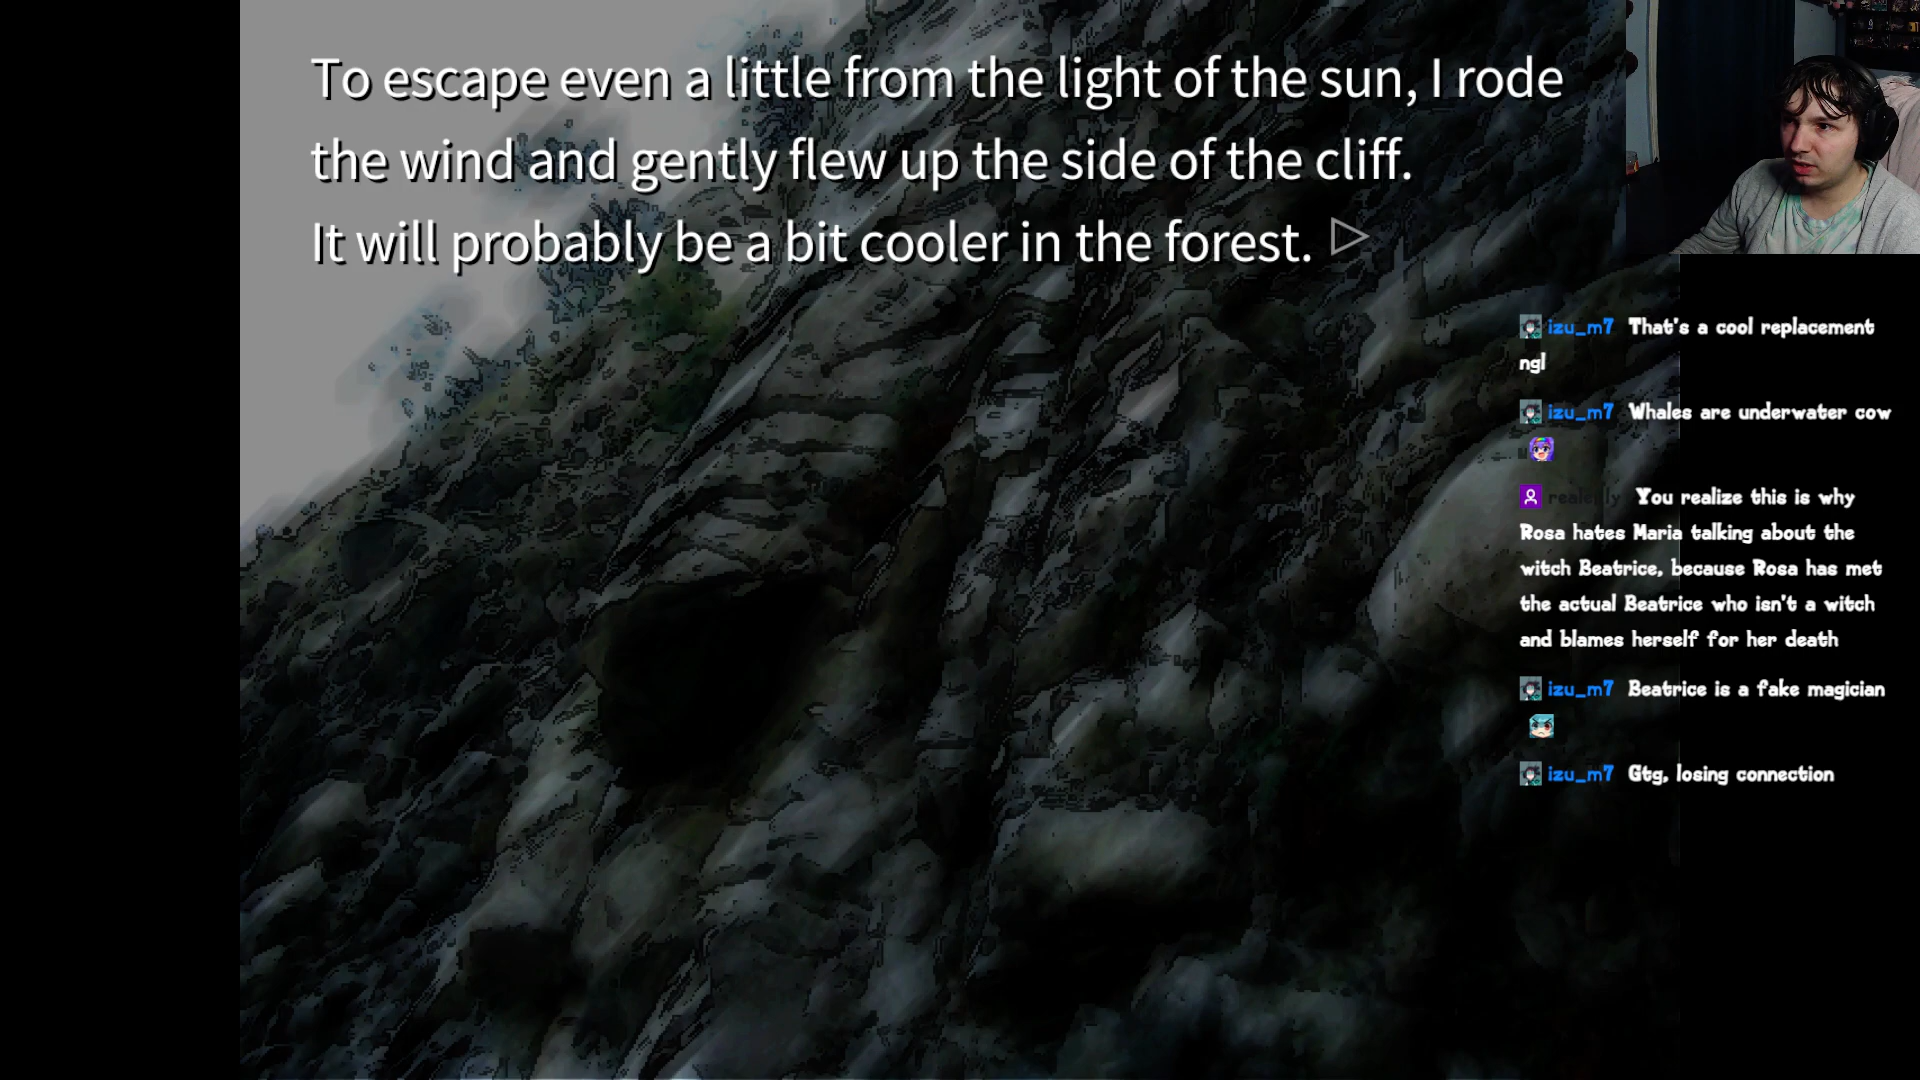 To escape even a little from the light of the sun, I rode
the wind and gently flew up the side of the cliff.
It will probably be a bit cooler in the forest.
izu_m7 That's a cool replacement
ngl
izu_m7 Whales are underwater cow
You realize this is why
Rosa hates Maria talking about the
witch Beatrice, because Rosa has met
the actual Beatrice who isn't a witch
and blames herself for her death
izu_m7 Beatrice is a fake magician
izu_m7 Gtg, losing connection